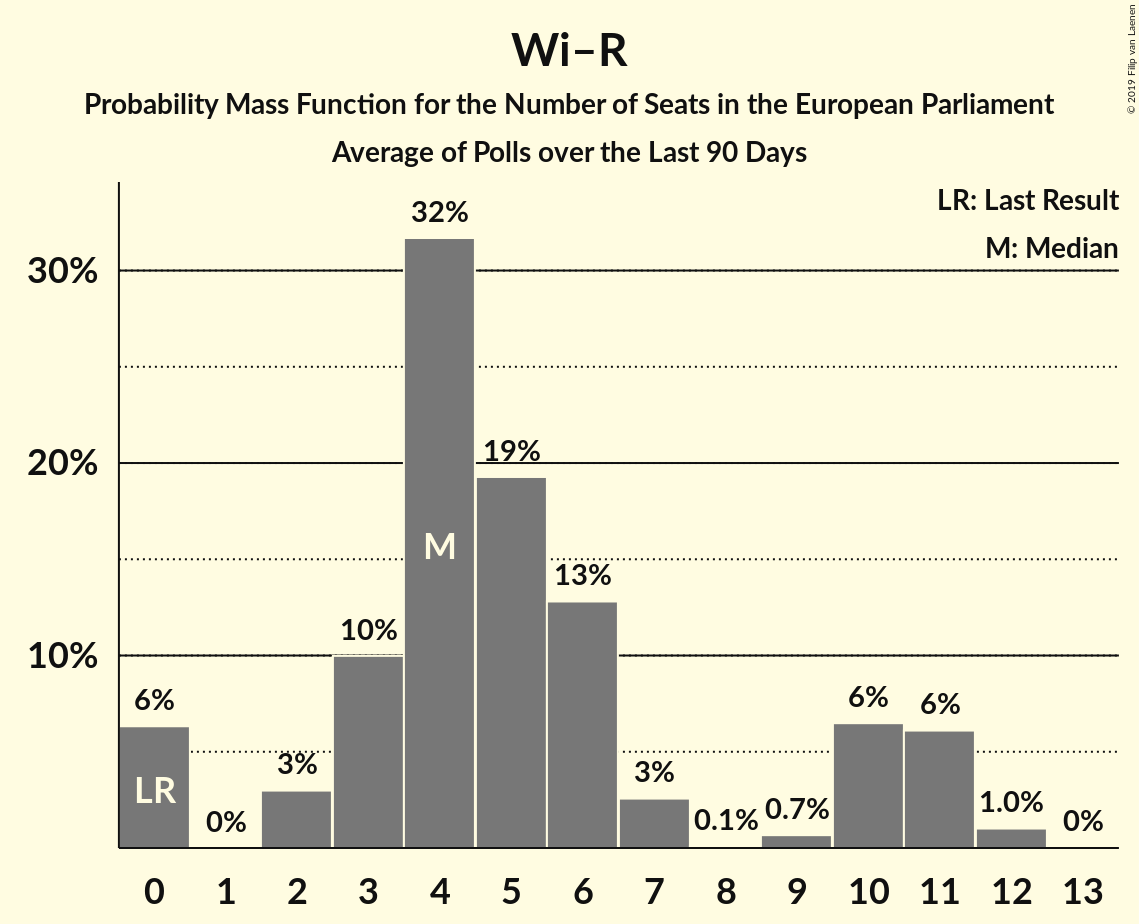 Wi–R
Probability Mass Function for the Number of Seats in the European Parliament
Average of Polls over the Last 90 Days
© 2019 Filip van Laenen
LR: Last Result
M: Median
30%
20%
10%
6%
0%
3%
10%
32%
19%
13%
3%
0.1%
0.7%
6%
6%
1.0%
0%
LR
M
0 1 2 3 4 5 6 7 8 9 10 11 12 13